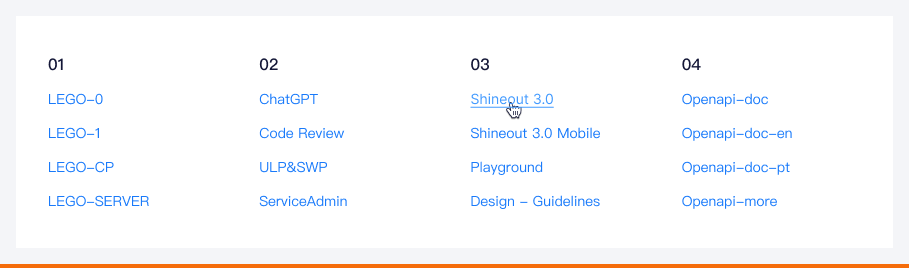 01
LEGO-0
LEGO-1
LEGO-CP
LEGO-SERVER
02
ChatGPT
Code Review
ULP&SWP
ServiceAdmin
03
Shineout 3.0
Shineout 3.0 Mobile
Playground
Design - Guidelines
04
Openapi-doc
Openapi-doc-en
Openapi-doc-pt
Openapi-more